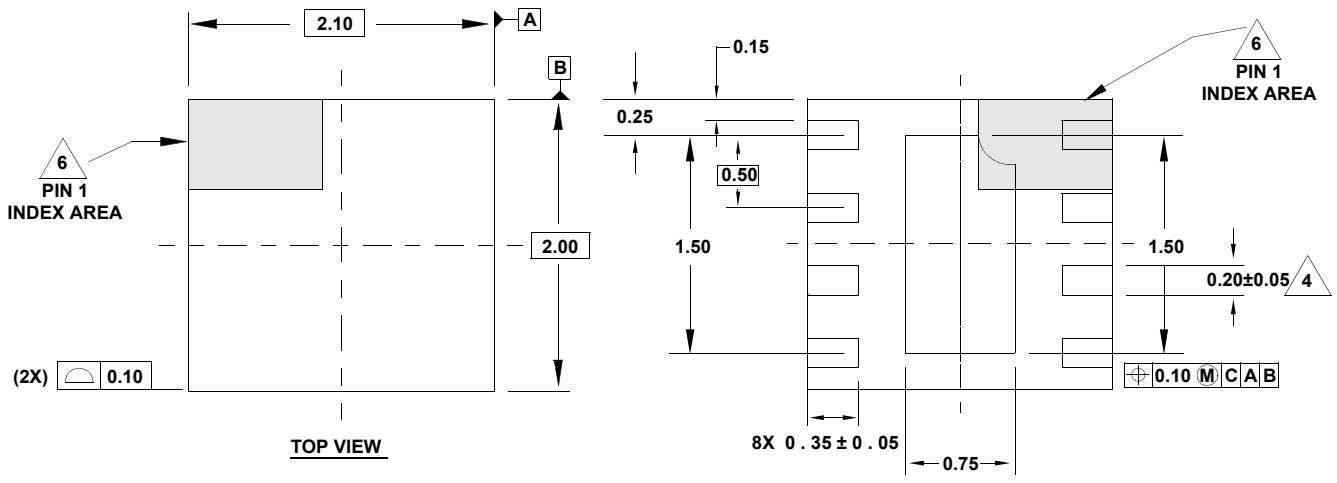 2.10
A
B
6
PIN 1
INDEX AREA
2.00
(2X) 0.10
TOP VIEW
0.15
0.25
0.50
1.50
6
PIN 1
INDEX AREA
1.50
0.20±0.05 4
0.10 M C A B
8X 0.35±0.05
0.75